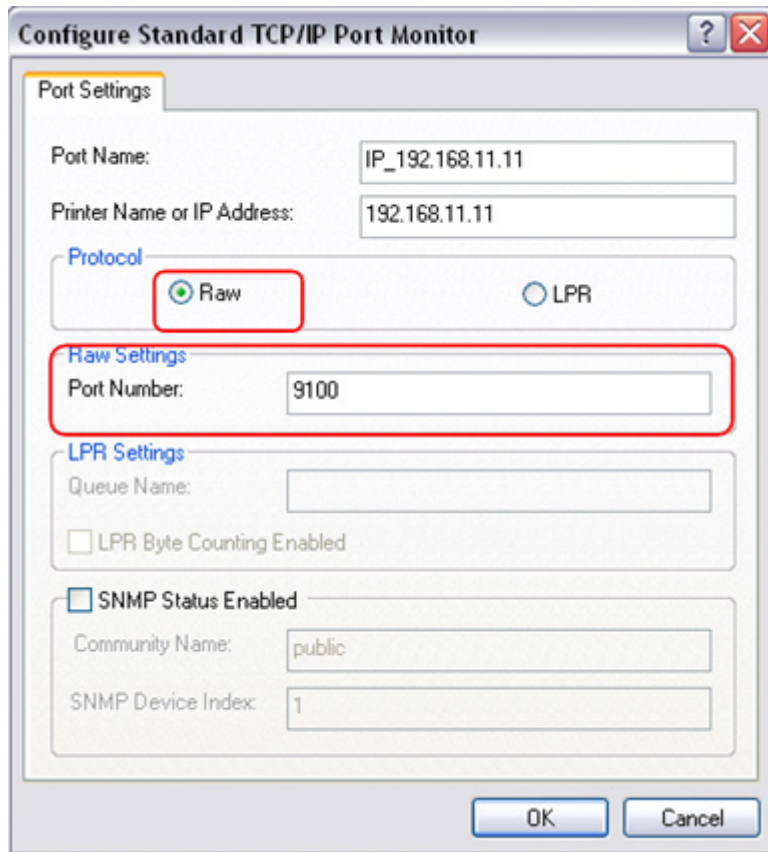 Configure Standard TCP/IP Port Monitor
Port Settings
Port Name: IP_192.168.11.11
Printer Name or IP Address: 192.168.11.11
Protocol
Raw LPR
Raw Settings
Port Number: 9100
LPR Settings
Queue Name:
LPR Byte Counting Enabled
SNMP Status Enabled
Community Name: public
SNMP Device Index: 1
OK Cancel